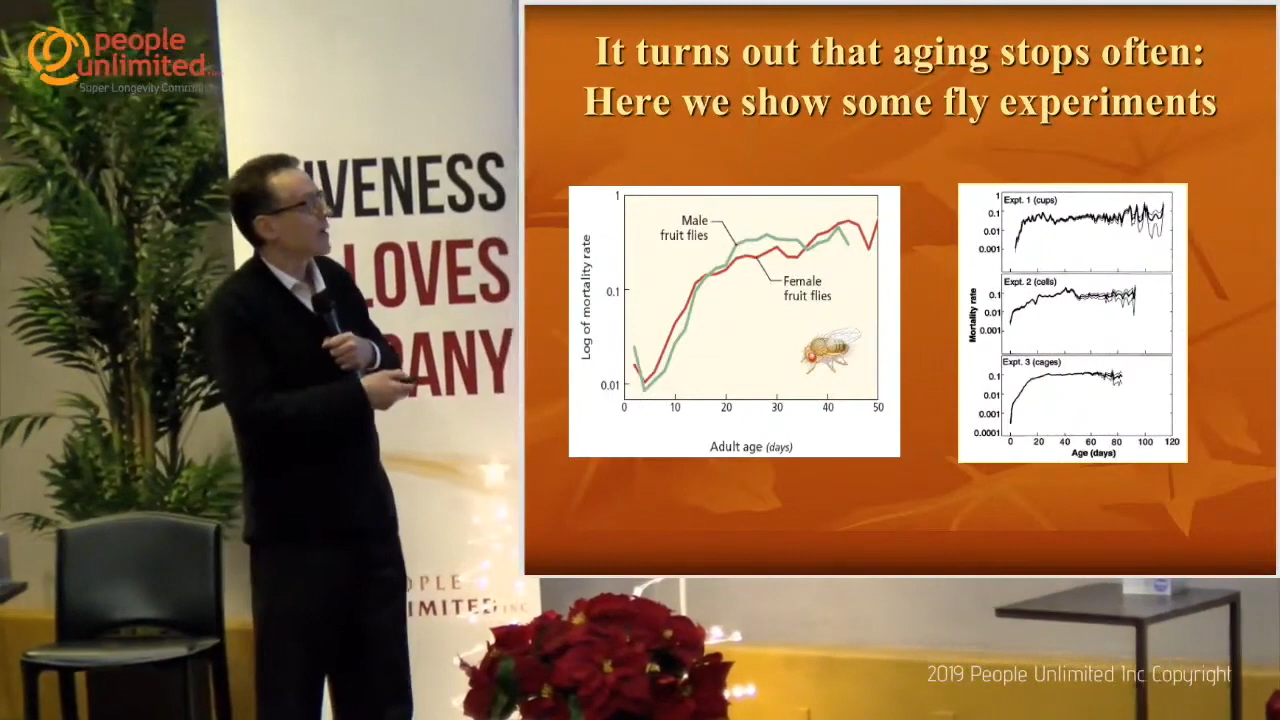 people
unlimited
Super Longevity
It turns out that aging stops often:
Here we show some fly experiments
IVENESS
LOVES
ANY
OPLE
IMITED INC
1
0.1
0.01
Log of mortality rate
Male
fruit flies
Female
fruit flies
0 10 20 30 40 50
Adult age (days)
Expt. 1 (cups)
1
0.1
0.01
0.001
Expt. 2 (cells)
0.1
0.01
0.001
Expt. 3 (cages)
0.1
0.01
0.001
0.0001
Mortality rate
0 20 40 60 80 100 120
Age (days)
2019 People Unlimited Inc Copyright